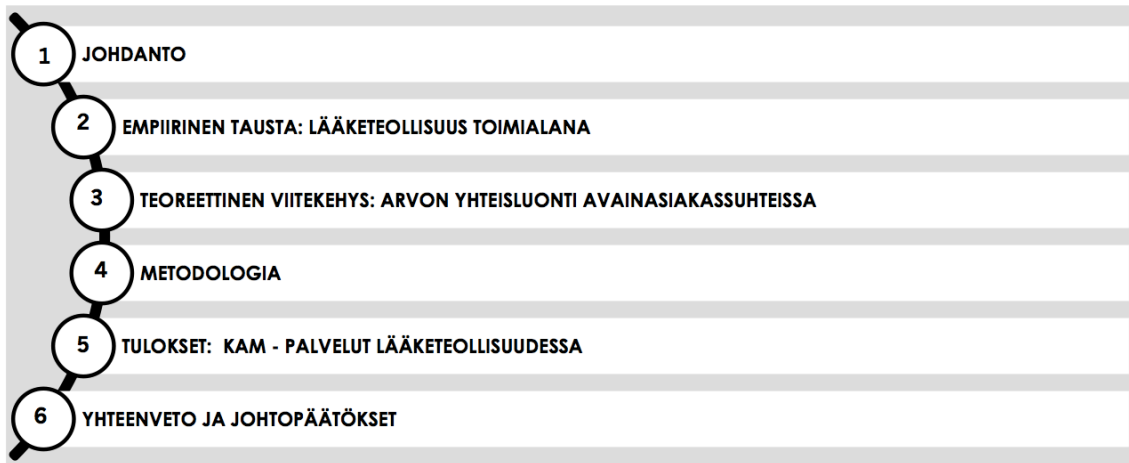 1 JOHDANTO
2 EMPIIRINEN TAUSTA: LÄÄKETEOLLISUUS TOIMIALANA
3 TEOREETTINEN VIITEKEHYS: ARVON YHTEISLUONTI AVAINASIAKASSUHTEISSA
4 METODOLOGIA
5 TULOKSET: KAM - PALVELUT LÄÄKETEOLLISUUDESSA
6 YHTEENVETO JA JOHTOPÄÄTÖKSET